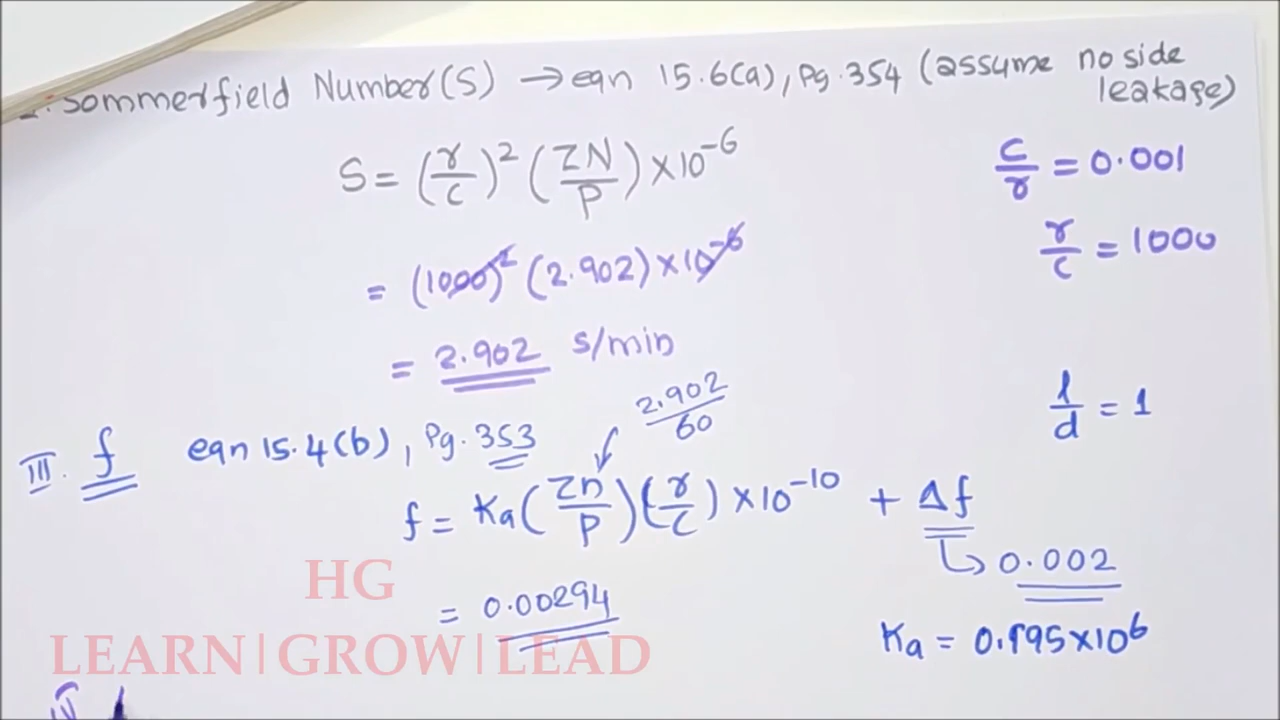 Sommerfield Number(S) → eqn 15.6(a), Pg.354 (assume no side leakage)
S = (r/c)² (ZN/P) × 10⁻⁶
c/r = 0.001
= (1000)² (2.902) × 10⁻⁶
r/c = 1000
= 2.902 s/min
2.902/60
l/d = 1
III. f eqn 15.4(b), Pg.353
f = Ka (Zn/P) (r/c) × 10⁻¹⁰ + Δf
↳ 0.002
= 0.00294
Ka = 0.195×10⁶
HG
LEARN|GROW|LEAD
IV